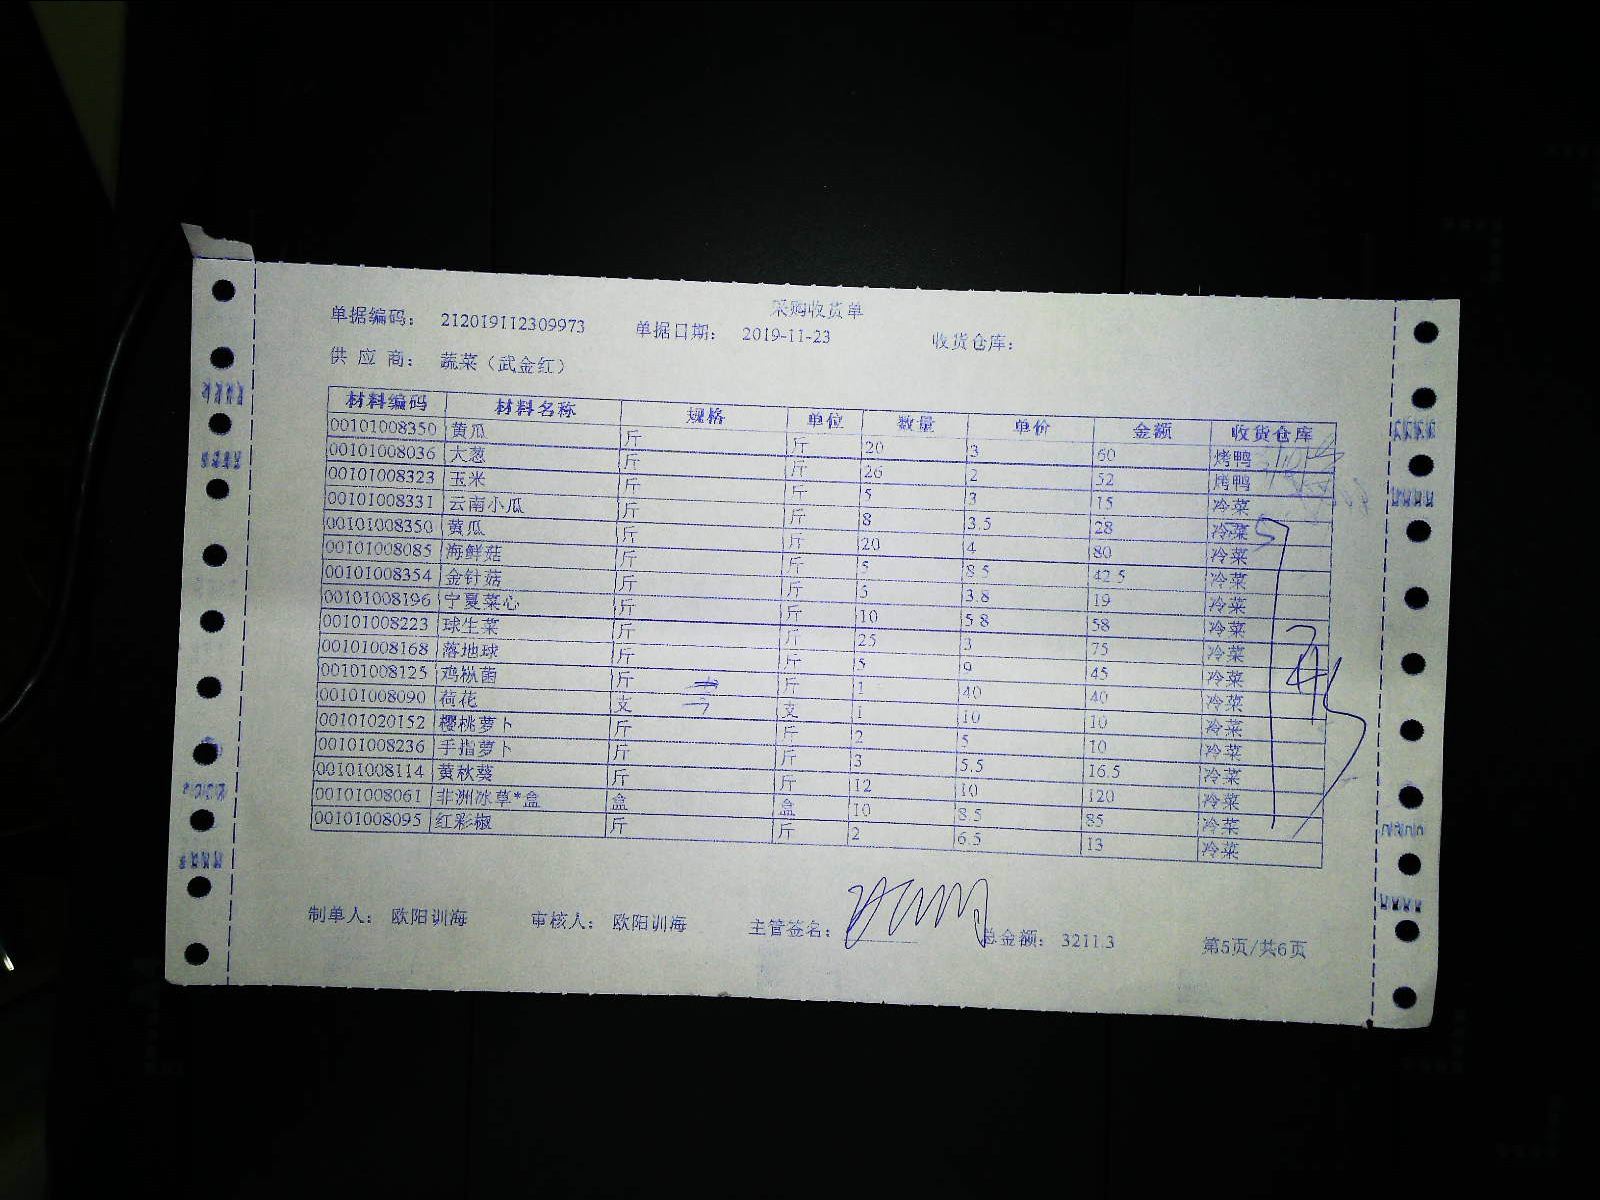 采购收货单
单据编码： 212019112309973 单据日期： 2019-11-23 收货仓库：
供 应 商： 蔬菜（武金红）
材料编码 材料名称 规格 单位 数量 单价 金额 收货仓库
00101008350 黄瓜 斤 斤 20 3 60 烤鸭
00101008036 大葱 斤 斤 26 2 52 烤鸭
00101008323 玉米 斤 斤 5 3 15 冷菜
00101008331 云南小瓜 斤 斤 8 3.5 28 冷菜
00101008350 黄瓜 斤 斤 20 4 80 冷菜
00101008085 海鲜菇 斤 斤 5 8.5 42.5 冷菜
00101008354 金针菇 斤 斤 5 3.8 19 冷菜
00101008196 宁夏菜心 斤 斤 10 5.8 58 冷菜
00101008223 球生菜 斤 斤 25 3 75 冷菜
00101008168 落地球 斤 斤 5 9 45 冷菜
00101008125 鸡枞菌 斤 斤 1 40 40 冷菜
00101008090 荷花 支 支 1 10 10 冷菜
00101020152 樱桃萝卜 斤 斤 2 5 10 冷菜
00101008236 手指萝卜 斤 斤 3 5.5 16.5 冷菜
00101008114 黄秋葵 斤 斤 12 10 120 冷菜
00101008061 非洲冰草*盒 盒 盒 10 8.5 85 冷菜
00101008095 红彩椒 斤 斤 2 6.5 13 冷菜
制单人： 欧阳训海 审核人： 欧阳训海 主管签名： 总金额： 3211.3 第5页/共6页